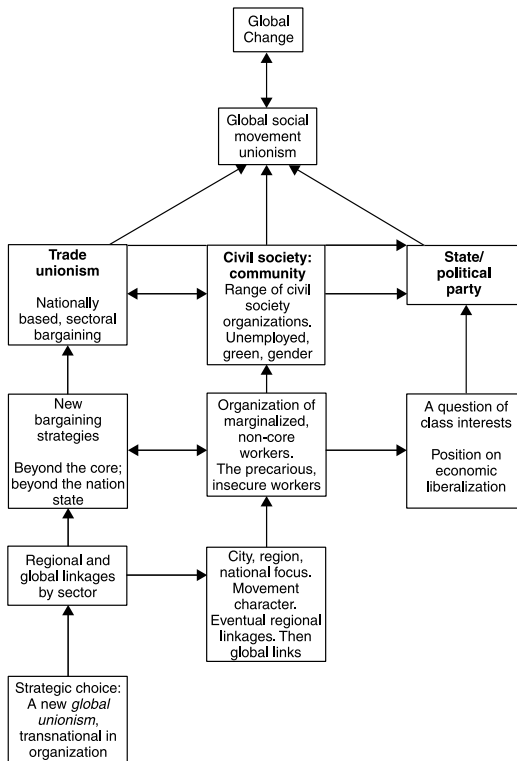 Global
Change
Global social
movement
unionism
Trade
unionism
Nationally
based, sectoral
bargaining
Civil society:
community
Range of civil
society
organizations.
Unemployed,
green, gender
State/
political
party
New
bargaining
strategies
Beyond the core;
beyond the nation
state
Organization of
marginalized,
non-core
workers.
The precarious,
insecure workers
A question of
class interests
Position on
economic
liberalization
Regional and
global linkages
by sector
City, region,
national focus.
Movement
character.
Eventual regional
linkages. Then
global links
Strategic choice:
A new global
unionism,
transnational in
organization